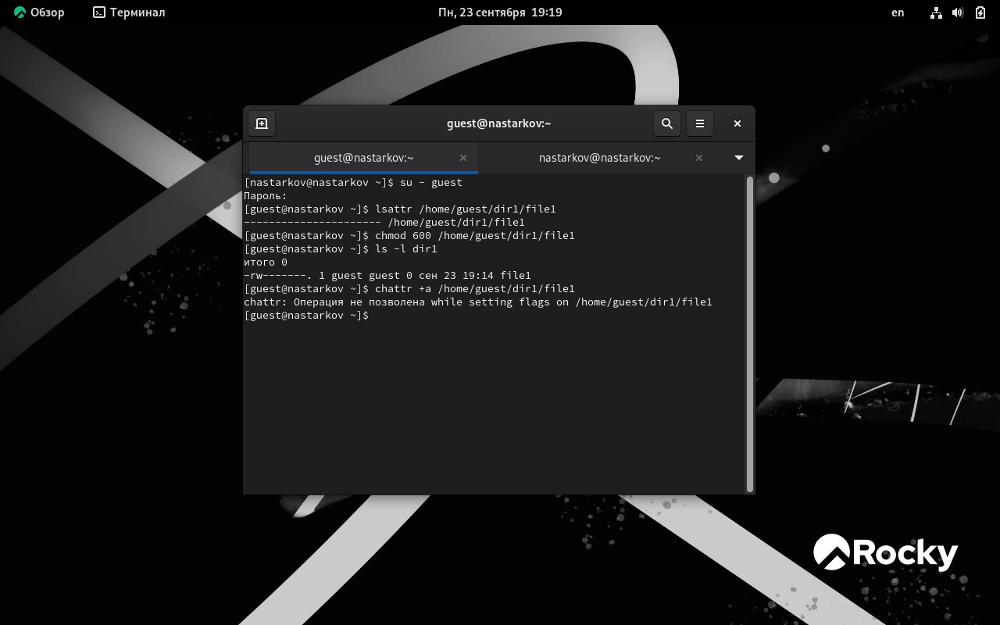 Обзор Терминал Пн, 23 сентября 19:19 en
guest@nastarkov:~
guest@nastarkov:~ nastarkov@nastarkov:~
[nastarkov@nastarkov ~]$ su - guest
Пароль:
[guest@nastarkov ~]$ lsattr /home/guest/dir1/file1
---------------------- /home/guest/dir1/file1
[guest@nastarkov ~]$ chmod 600 /home/guest/dir1/file1
[guest@nastarkov ~]$ ls -l dir1
итого 0
-rw-------. 1 guest guest 0 сен 23 19:14 file1
[guest@nastarkov ~]$ chattr +a /home/guest/dir1/file1
chattr: Операция не позволена while setting flags on /home/guest/dir1/file1
[guest@nastarkov ~]$
Rocky